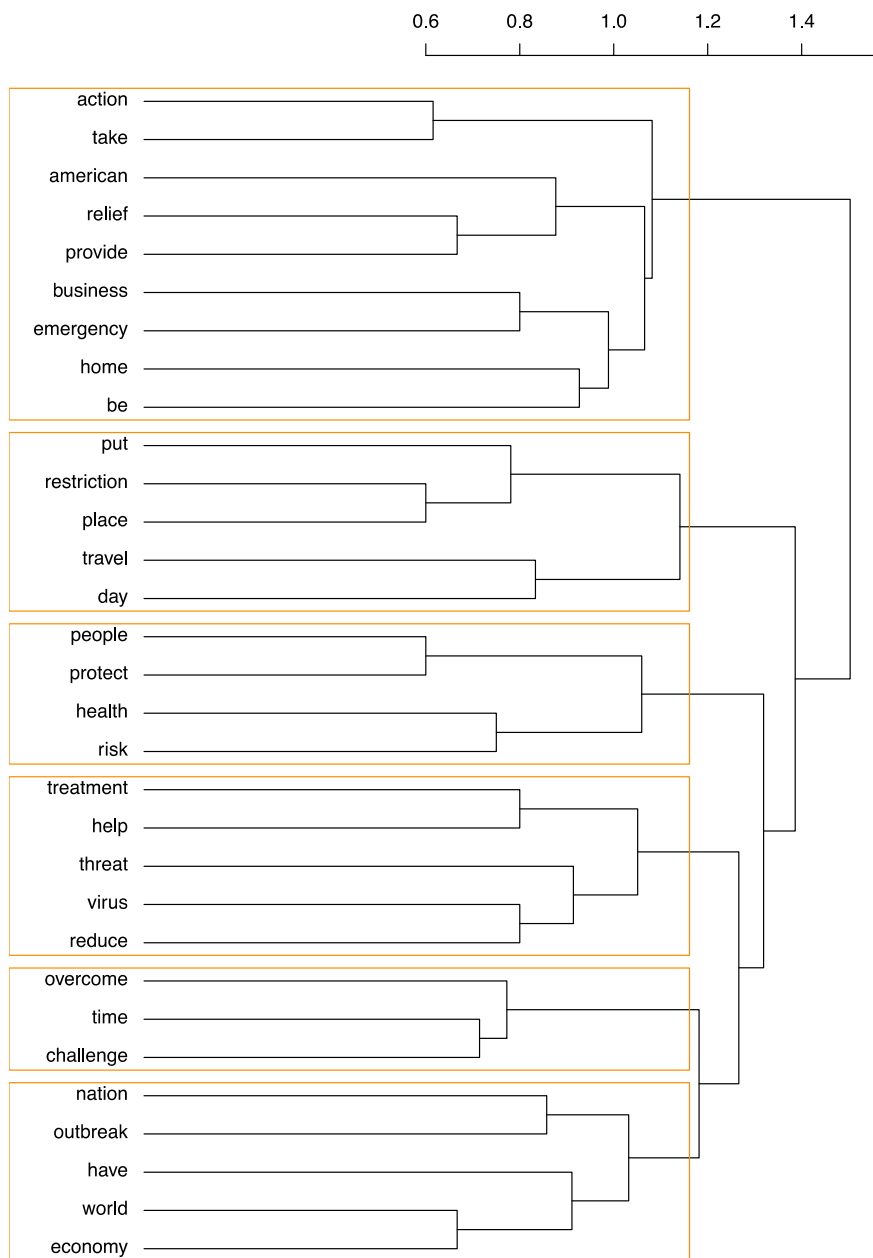 0.6 0.8 1.0 1.2 1.4
action
take
american
relief
provide
business
emergency
home
be
put
restriction
place
travel
day
people
protect
health
risk
treatment
help
threat
virus
reduce
overcome
time
challenge
nation
outbreak
have
world
economy